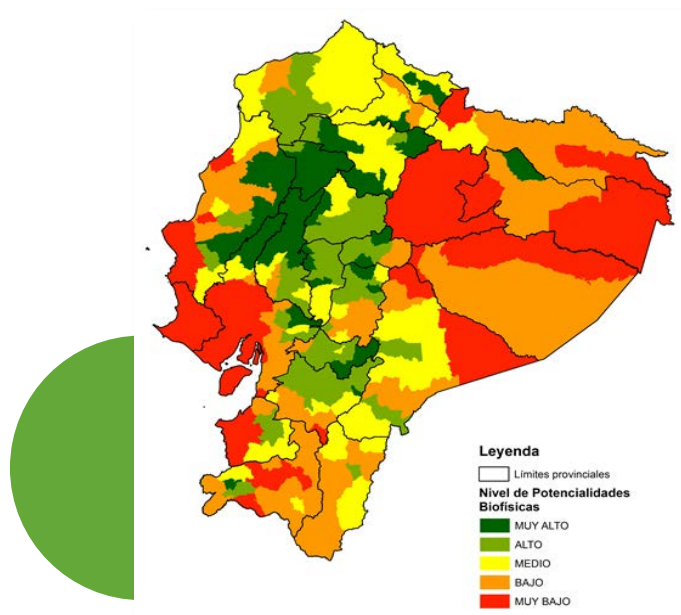 Leyenda
Límites provinciales
Nivel de Potencialidades
Biofísicas
MUY ALTO
ALTO
MEDIO
BAJO
MUY BAJO